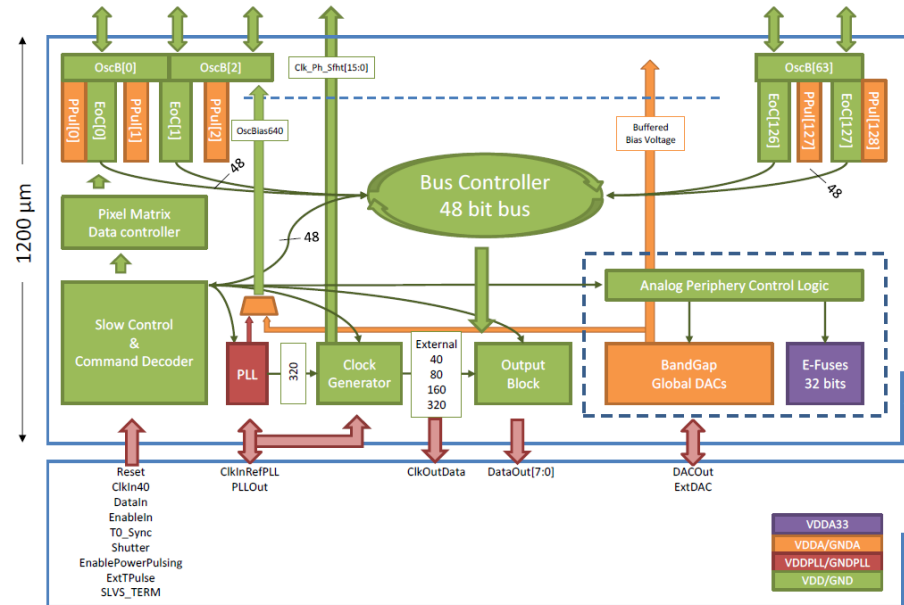 OscB[0]
OscB[2]
Clk_Ph_Sfht[15:0]
OscB[63]
PPul[0]
EoC[0]
PPul[1]
EoC[1]
PPul[2]
OscBias640
Buffered
Bias Voltage
EoC[126]
PPul[127]
EoC[127]
PPul[128]
48
48
Bus Controller
48 bit bus
1200 µm
Pixel Matrix
Data controller
48
Analog Periphery Control Logic
Slow Control
&
Command Decoder
PLL
320
Clock
Generator
External
40
80
160
320
Output
Block
BandGap
Global DACs
E-Fuses
32 bits
Reset
ClkIn40
DataIn
EnableIn
T0_Sync
Shutter
EnablePowerPulsing
ExtTPulse
SLVS_TERM
ClkInRefPLL
PLLOut
ClkOutData
DataOut[7:0]
DACOut
ExtDAC
VDDA33
VDDA/GNDA
VDDPLL/GNDPLL
VDD/GND